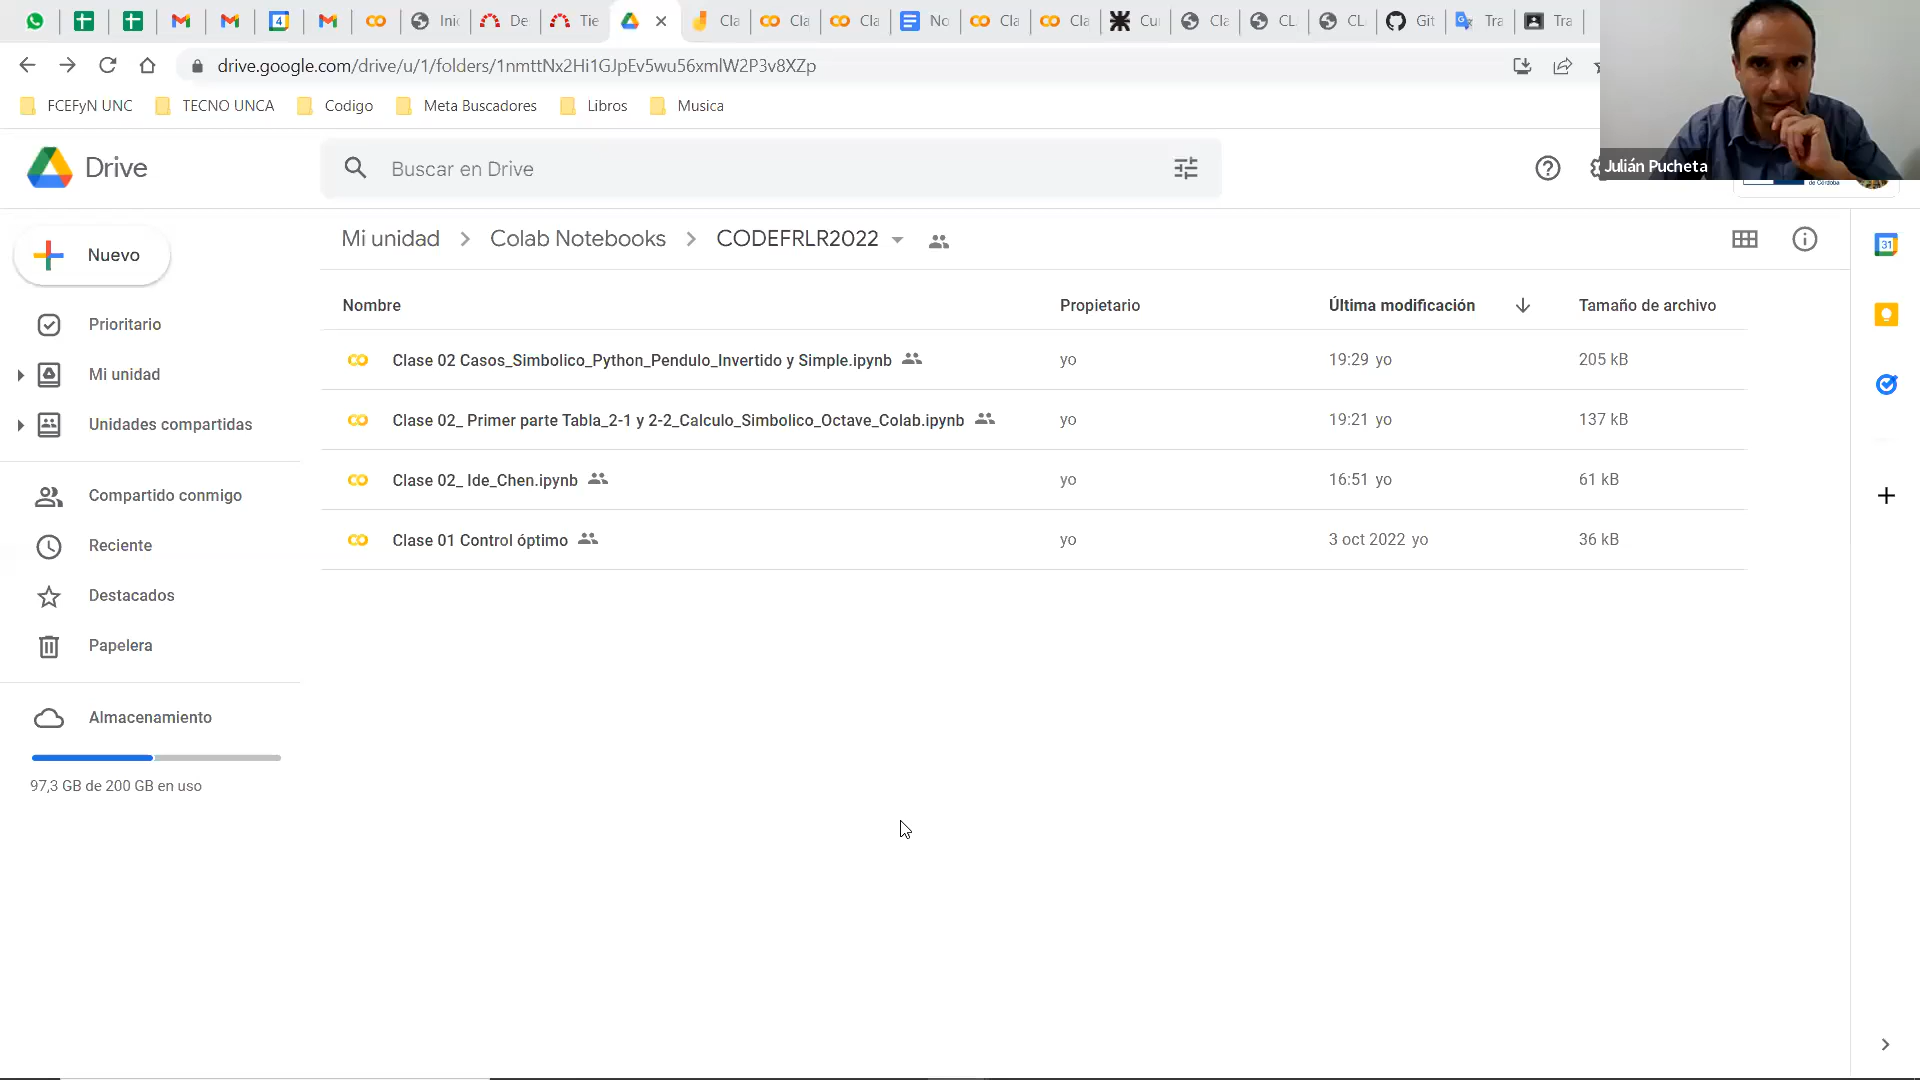 Ini
De
Tie
Cla
Cla
Cla
No
Cla
Cla
Cu
Cla
CL
CL
Git
Tra
Tra
drive.google.com/drive/u/1/folders/1nmttNx2Hi1GJpEv5wu56xmlW2P3v8XZp
FCEFyN UNC
TECNO UNCA
Codigo
Meta Buscadores
Libros
Musica
Drive
Buscar en Drive
Julián Pucheta
de Córdoba
Nuevo
Mi unidad > Colab Notebooks > CODEFRLR2022
31
Nombre Propietario Última modificación Tamaño de archivo
Prioritario
Clase 02 Casos_Simbolico_Python_Pendulo_Invertido y Simple.ipynb yo 19:29 yo 205 kB
Mi unidad
Clase 02_ Primer parte Tabla_2-1 y 2-2_Calculo_Simbolico_Octave_Colab.ipynb yo 19:21 yo 137 kB
Unidades compartidas
Clase 02_ Ide_Chen.ipynb yo 16:51 yo 61 kB
Compartido conmigo
Clase 01 Control óptimo yo 3 oct 2022 yo 36 kB
Reciente
Destacados
Papelera
Almacenamiento
97,3 GB de 200 GB en uso